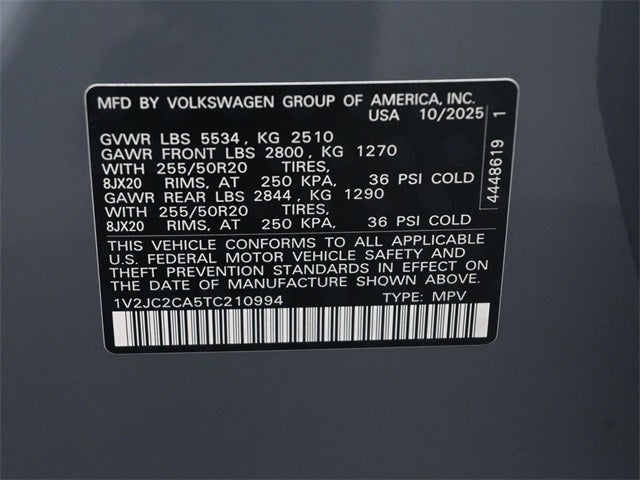 MFD BY VOLKSWAGEN GROUP OF AMERICA, INC.
USA 10/2025
GVWR LBS 5534, KG 2510
GAWR FRONT LBS 2800, KG 1270
WITH 255/50R20 TIRES,
8JX20 RIMS, AT 250 KPA, 36 PSI COLD
GAWR REAR LBS 2844, KG 1290
WITH 255/50R20 TIRES,
8JX20 RIMS, AT 250 KPA, 36 PSI COLD
THIS VEHICLE CONFORMS TO ALL APPLICABLE
U.S. FEDERAL MOTOR VEHICLE SAFETY AND
THEFT PREVENTION STANDARDS IN EFFECT ON
THE DATE OF MANUFACTURE SHOWN ABOVE.
1V2JC2CA5TC210994 TYPE: MPV
4448619 1